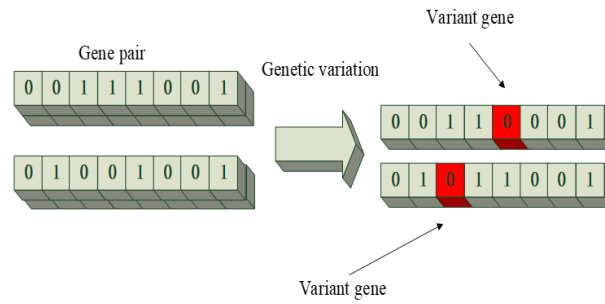 Variant gene
Gene pair
Genetic variation
0 0 1 1 1 0 0 1
0 0 1 1 0 0 0 1
0 1 0 0 1 0 0 1
0 1 0 1 1 0 0 1
Variant gene